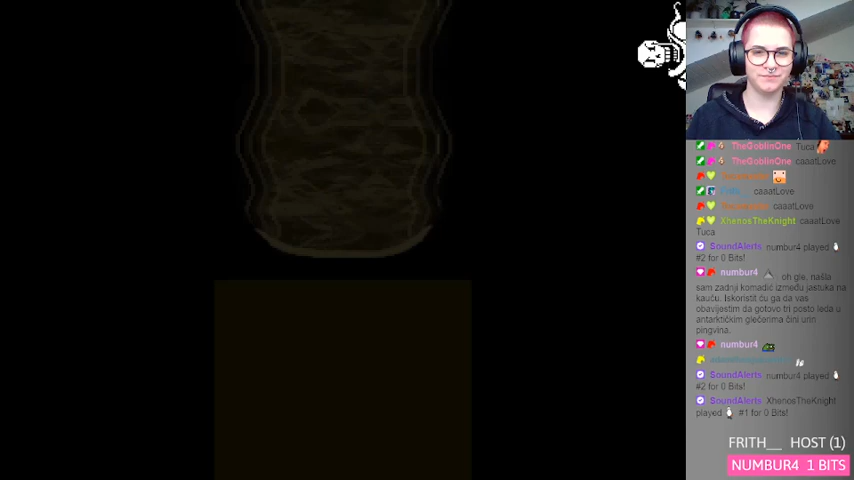 TheGoblinOne Tuca
TheGoblinOne caaatLove
caaatLove
caaatLove
XhenosTheKnight caaatLove
Tuca
SoundAlerts numbur4 played
#2 for 0 Bits!
numbur4 oh gle, našla
sam zadnji komadić između jastuka na
kauču. Iskoristit ću ga da vas
obavijestim da gotovo tri posto leda u
antarktičkim glečerima čini urin
pingvina.
numbur4
SoundAlerts numbur4 played
#2 for 0 Bits!
SoundAlerts XhenosTheKnight
played #1 for 0 Bits!
FRITH__ HOST (1)
NUMBUR4 1 BITS